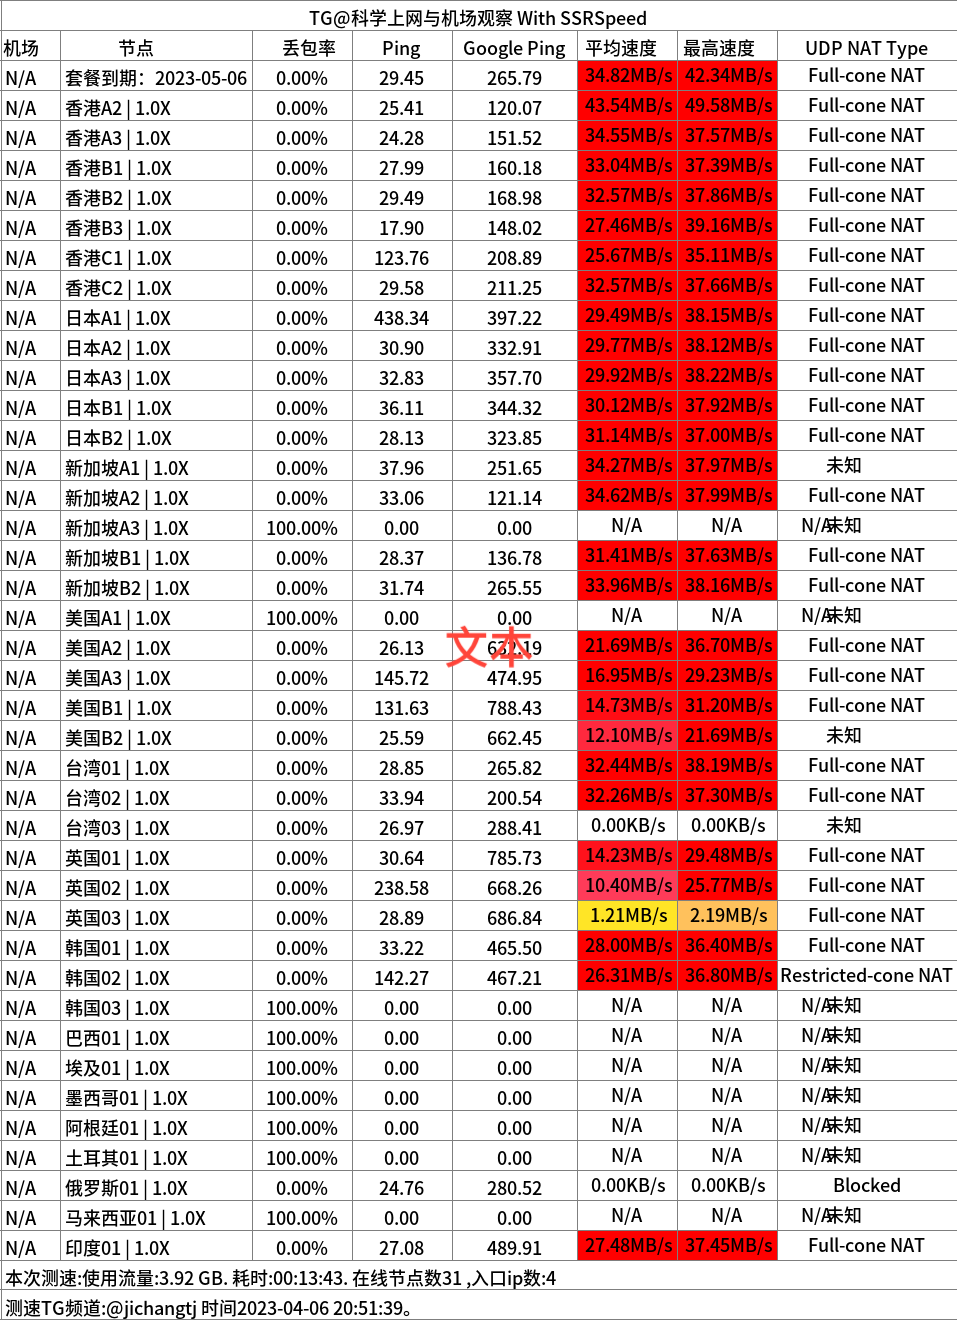 TG@科学上网与机场观察 With SSRSpeed
机场 节点 丢包率 Ping Google Ping 平均速度 最高速度 UDP NAT Type
N/A 套餐到期：2023-05-06 0.00% 29.45 265.79 34.82MB/s 42.34MB/s Full-cone NAT
N/A 香港A2 | 1.0X 0.00% 25.41 120.07 43.54MB/s 49.58MB/s Full-cone NAT
N/A 香港A3 | 1.0X 0.00% 24.28 151.52 34.55MB/s 37.57MB/s Full-cone NAT
N/A 香港B1 | 1.0X 0.00% 27.99 160.18 33.04MB/s 37.39MB/s Full-cone NAT
N/A 香港B2 | 1.0X 0.00% 29.49 168.98 32.57MB/s 37.86MB/s Full-cone NAT
N/A 香港B3 | 1.0X 0.00% 17.90 148.02 27.46MB/s 39.16MB/s Full-cone NAT
N/A 香港C1 | 1.0X 0.00% 123.76 208.89 25.67MB/s 35.11MB/s Full-cone NAT
N/A 香港C2 | 1.0X 0.00% 29.58 211.25 32.57MB/s 37.66MB/s Full-cone NAT
N/A 日本A1 | 1.0X 0.00% 438.34 397.22 29.49MB/s 38.15MB/s Full-cone NAT
N/A 日本A2 | 1.0X 0.00% 30.90 332.91 29.77MB/s 38.12MB/s Full-cone NAT
N/A 日本A3 | 1.0X 0.00% 32.83 357.70 29.92MB/s 38.22MB/s Full-cone NAT
N/A 日本B1 | 1.0X 0.00% 36.11 344.32 30.12MB/s 37.92MB/s Full-cone NAT
N/A 日本B2 | 1.0X 0.00% 28.13 323.85 31.14MB/s 37.00MB/s Full-cone NAT
N/A 新加坡A1 | 1.0X 0.00% 37.96 251.65 34.27MB/s 37.97MB/s 未知
N/A 新加坡A2 | 1.0X 0.00% 33.06 121.14 34.62MB/s 37.99MB/s Full-cone NAT
N/A 新加坡A3 | 1.0X 100.00% 0.00 0.00 N/A N/A N/A未知
N/A 新加坡B1 | 1.0X 0.00% 28.37 136.78 31.41MB/s 37.63MB/s Full-cone NAT
N/A 新加坡B2 | 1.0X 0.00% 31.74 265.55 33.96MB/s 38.16MB/s Full-cone NAT
N/A 美国A1 | 1.0X 100.00% 0.00 0.00 N/A N/A N/A未知
N/A 美国A2 | 1.0X 0.00% 26.13 21.69MB/s 36.70MB/s Full-cone NAT
文本
N/A 美国A3 | 1.0X 0.00% 145.72 474.95 16.95MB/s 29.23MB/s Full-cone NAT
N/A 美国B1 | 1.0X 0.00% 131.63 788.43 14.73MB/s 31.20MB/s Full-cone NAT
N/A 美国B2 | 1.0X 0.00% 25.59 662.45 12.10MB/s 21.69MB/s 未知
N/A 台湾01 | 1.0X 0.00% 28.85 265.82 32.44MB/s 38.19MB/s Full-cone NAT
N/A 台湾02 | 1.0X 0.00% 33.94 200.54 32.26MB/s 37.30MB/s Full-cone NAT
N/A 台湾03 | 1.0X 0.00% 26.97 288.41 0.00KB/s 0.00KB/s 未知
N/A 英国01 | 1.0X 0.00% 30.64 785.73 14.23MB/s 29.48MB/s Full-cone NAT
N/A 英国02 | 1.0X 0.00% 238.58 668.26 10.40MB/s 25.77MB/s Full-cone NAT
N/A 英国03 | 1.0X 0.00% 28.89 686.84 1.21MB/s 2.19MB/s Full-cone NAT
N/A 韩国01 | 1.0X 0.00% 33.22 465.50 28.00MB/s 36.40MB/s Full-cone NAT
N/A 韩国02 | 1.0X 0.00% 142.27 467.21 26.31MB/s 36.80MB/s Restricted-cone NAT
N/A 韩国03 | 1.0X 100.00% 0.00 0.00 N/A N/A N/A未知
N/A 巴西01 | 1.0X 100.00% 0.00 0.00 N/A N/A N/A未知
N/A 埃及01 | 1.0X 100.00% 0.00 0.00 N/A N/A N/A未知
N/A 墨西哥01 | 1.0X 100.00% 0.00 0.00 N/A N/A N/A未知
N/A 阿根廷01 | 1.0X 100.00% 0.00 0.00 N/A N/A N/A未知
N/A 土耳其01 | 1.0X 100.00% 0.00 0.00 N/A N/A N/A未知
N/A 俄罗斯01 | 1.0X 0.00% 24.76 280.52 0.00KB/s 0.00KB/s Blocked
N/A 马来西亚01 | 1.0X 100.00% 0.00 0.00 N/A N/A N/A未知
N/A 印度01 | 1.0X 0.00% 27.08 489.91 27.48MB/s 37.45MB/s Full-cone NAT
本次测速:使用流量:3.92 GB. 耗时:00:13:43. 在线节点数31 ,入口ip数:4
测速TG频道:@jichangtj 时间2023-04-06 20:51:39。